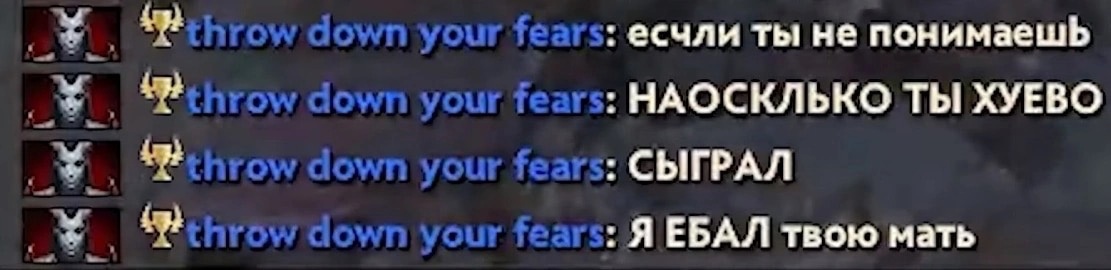 throw down your fears: есчли ты не понимаешь
throw down your fears: НАОСКЛЬКО ТЫ ХУЕВО
throw down your fears: СЫГРАЛ
throw down your fears: Я ЕБАЛ твою мать